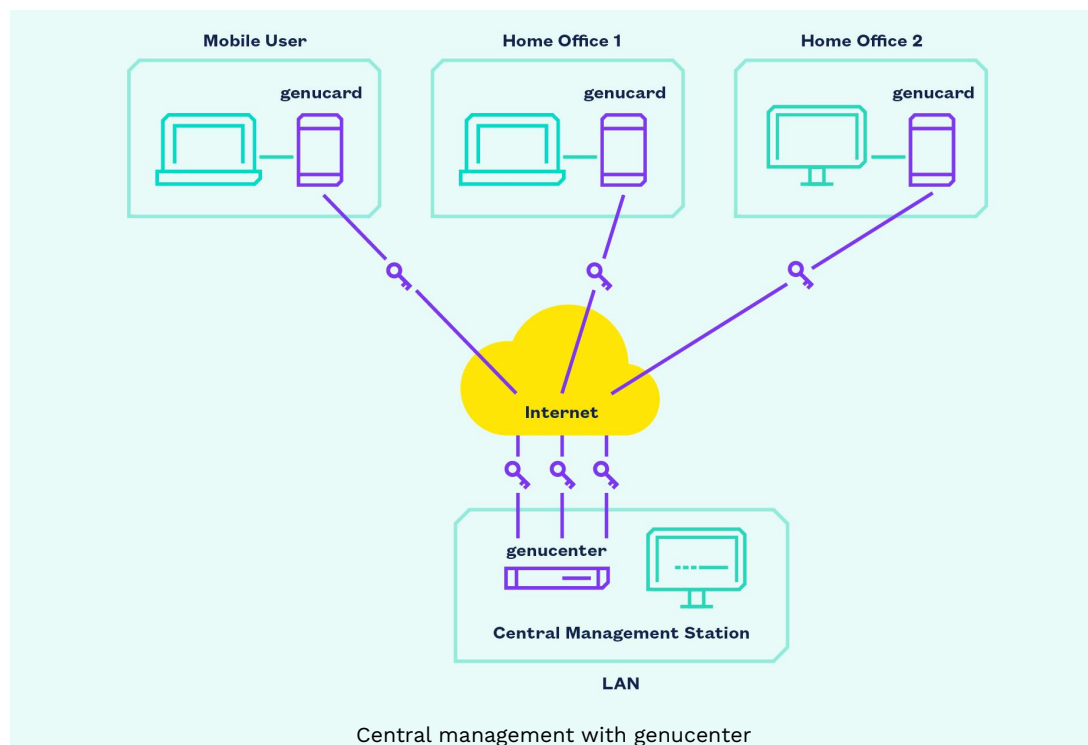 Mobile User
Home Office 1
Home Office 2
genucard
genucard
genucard
Internet
genucenter
Central Management Station
LAN
Central management with genucenter